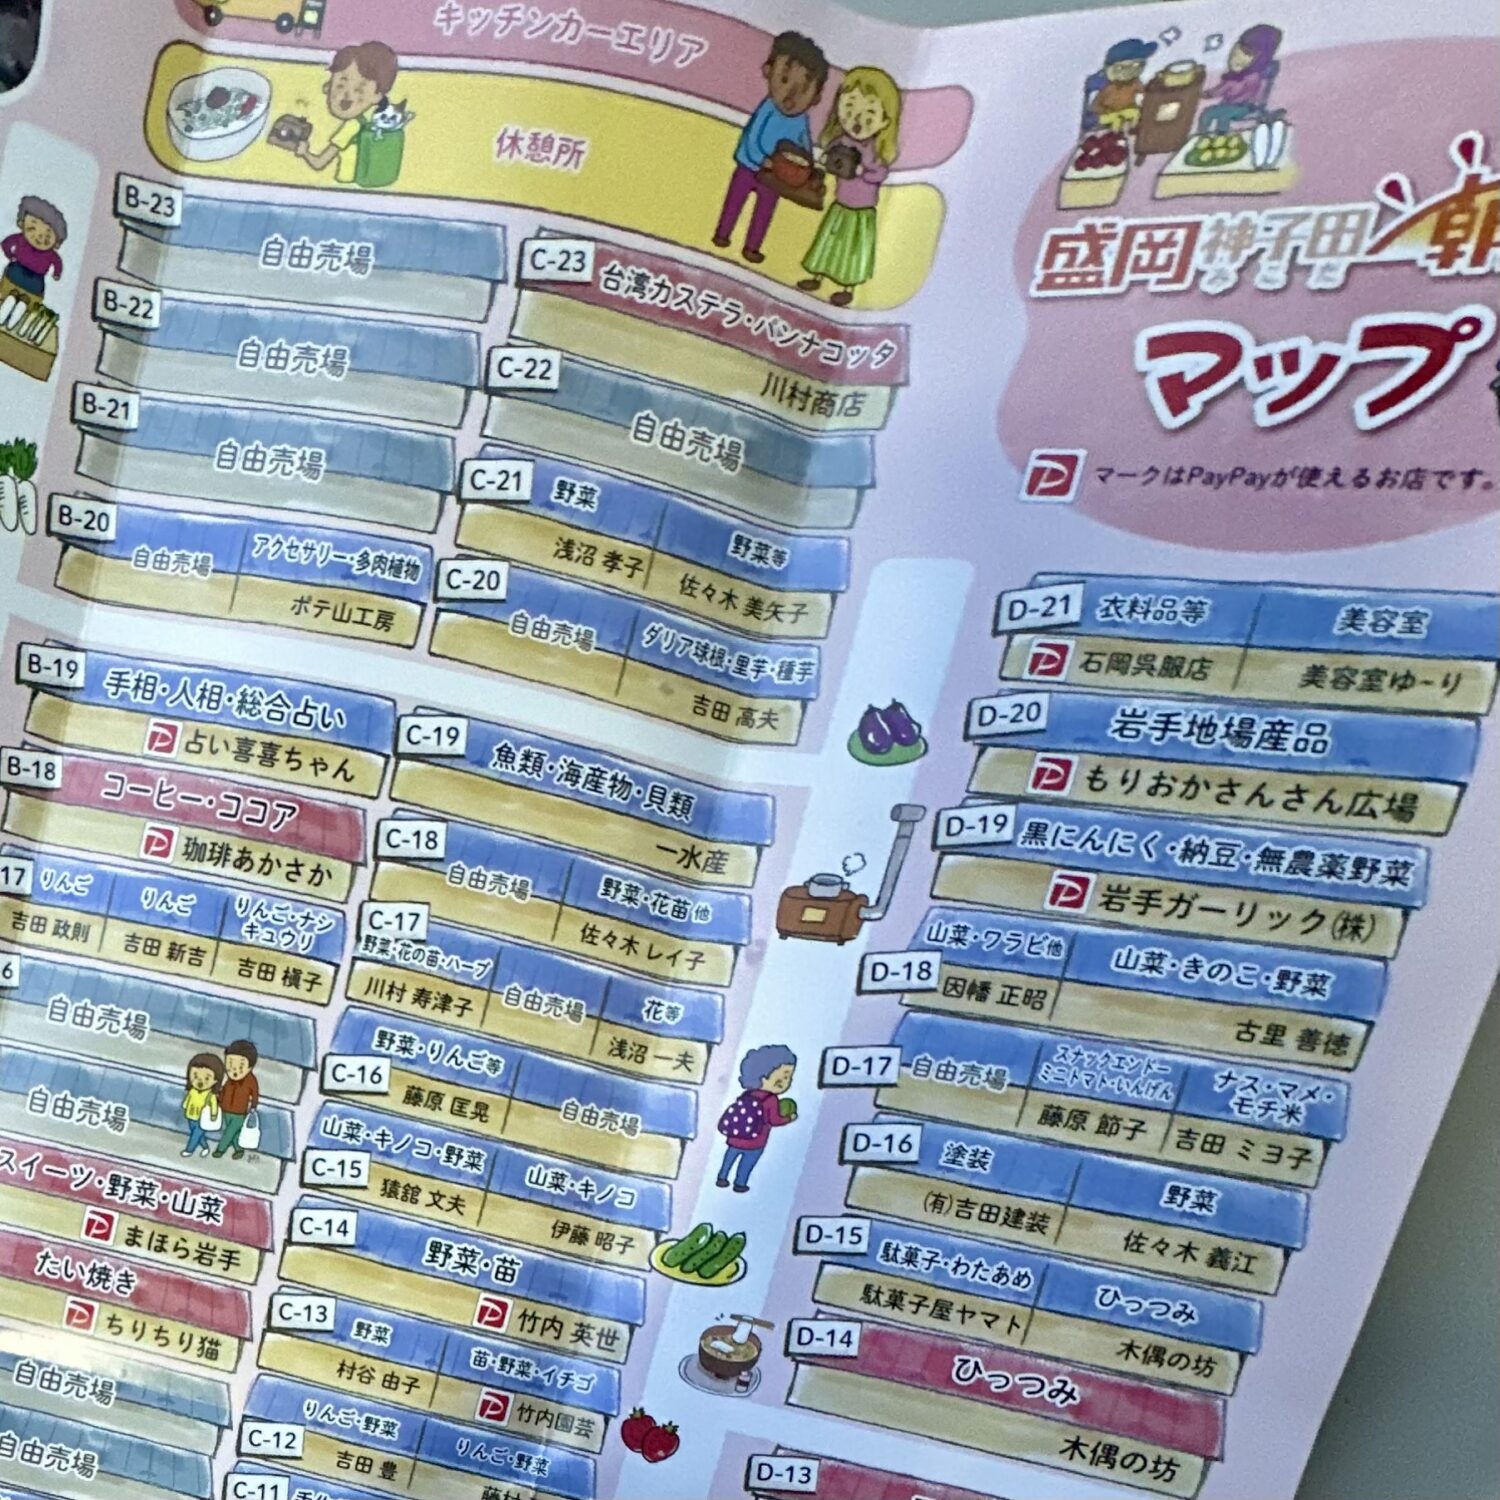 キッチンカーエリア
休憩所
盛岡神子田朝
みこだ
マップ
マークはPayPayが使えるお店です。
B-23
自由売場
B-22
自由売場
B-21
自由売場
B-20
自由売場 アクセサリー・多肉植物
ポテ山工房
B-19
手相・人相・総合占い
占い喜喜ちゃん
B-18
コーヒー・ココア
珈琲あかさか
17
りんご りんご りんご・ナシ
キュウリ
吉田 政則 吉田 新吉 吉田 槇子
6
自由売場
自由売場
スイーツ・野菜・山菜
まほら岩手
たい焼き
ちりちり猫
自由売場
自由売場
C-23
台湾カステラ・パンナコッタ
川村商店
C-22
自由売場
C-21
野菜 野菜等
浅沼 孝子 佐々木 美矢子
C-20
自由売場 ダリア球根・里芋・種芋
吉田 高夫
C-19
魚類・海産物・貝類
一水産
C-18
自由売場 野菜・花苗 他
佐々木 レイ子
C-17
野菜・花の苗・ハーブ 自由売場 花等
川村 寿津子 浅沼 一夫
C-16
野菜・りんご等 自由売場
藤原 匡晃
C-15
山菜・キノコ・野菜 山菜・キノコ
猿舘 文夫 伊藤 昭子
C-14
野菜・苗
竹内 英世
C-13
野菜 苗・野菜・イチゴ
村谷 由子 竹内園芸
C-12
りんご・野菜 りんご・野菜
吉田 豊
C-11
D-21
衣料品等 美容室
石岡呉服店 美容室ゆ~り
D-20
岩手地場産品
もりおかさんさん広場
D-19
黒にんにく・納豆・無農薬野菜
岩手ガーリック(株)
D-18
山菜・ワラビ他 山菜・きのこ・野菜
因幡 正昭 古里 善徳
D-17
自由売場 スナックエンドー
ミニトマト・いんげん ナス・マメ・
モチ米
藤原 節子 吉田 ミヨ子
D-16
塗装 野菜
(有)吉田建装 佐々木 義江
D-15
駄菓子・わたあめ ひっつみ
駄菓子屋ヤマト 木偶の坊
D-14
ひっつみ
木偶の坊
D-13